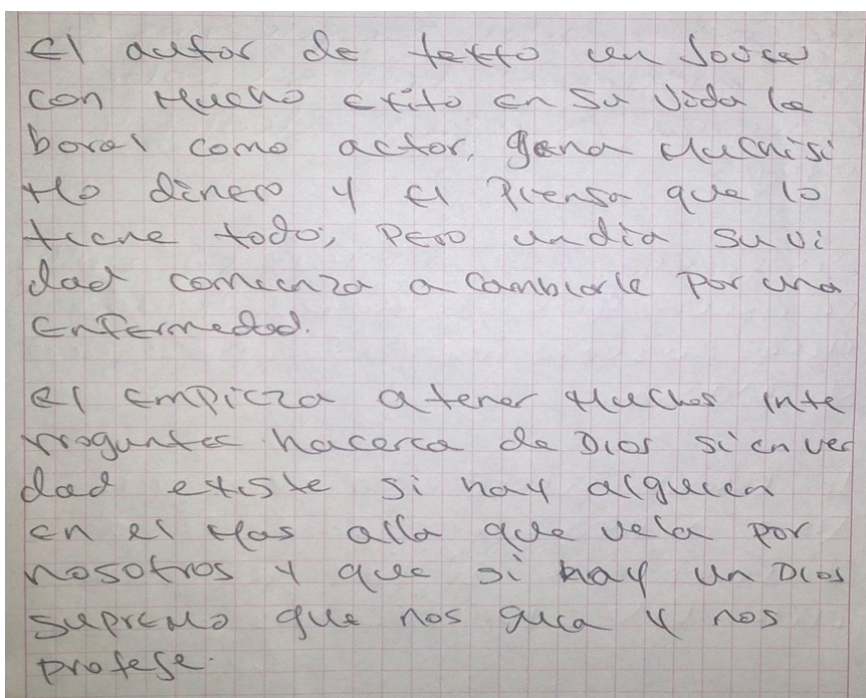 El autor de texto un Joven
con Mucho exito en su vida la
boral como actor, gana Muchisi
Mo dinero y el Piensa que lo
tiene todo, Pero un dia su vi
dad comienza a cambiarle por una
Enfermedad.
El Empieza a tener Muchas inte
rrogantes hacerca de Dios si en ver
dad existe si hay alguien
en el Mas alla que vela por
nosotros y que si hay un Dios
supremo que nos guia y nos
protege.